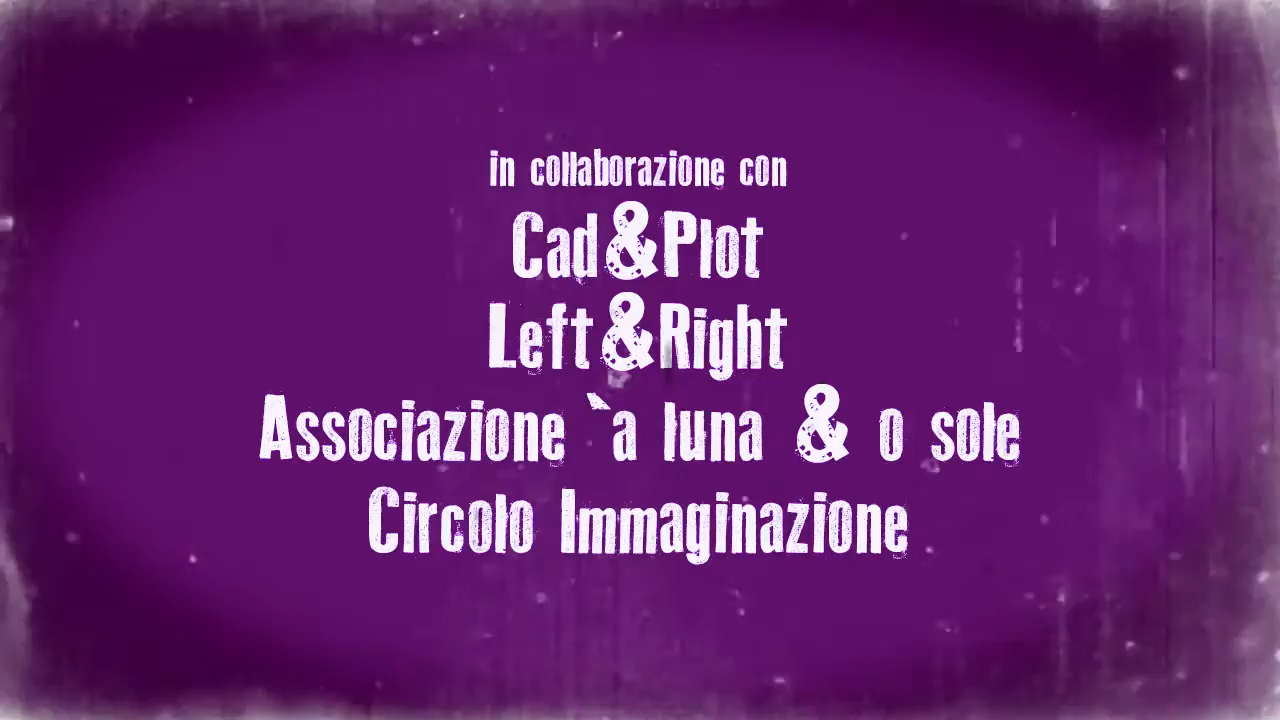 in collaborazione con
Cad&Plot
Left&Right
Associazione `a luna & o sole
Circolo Immaginazione